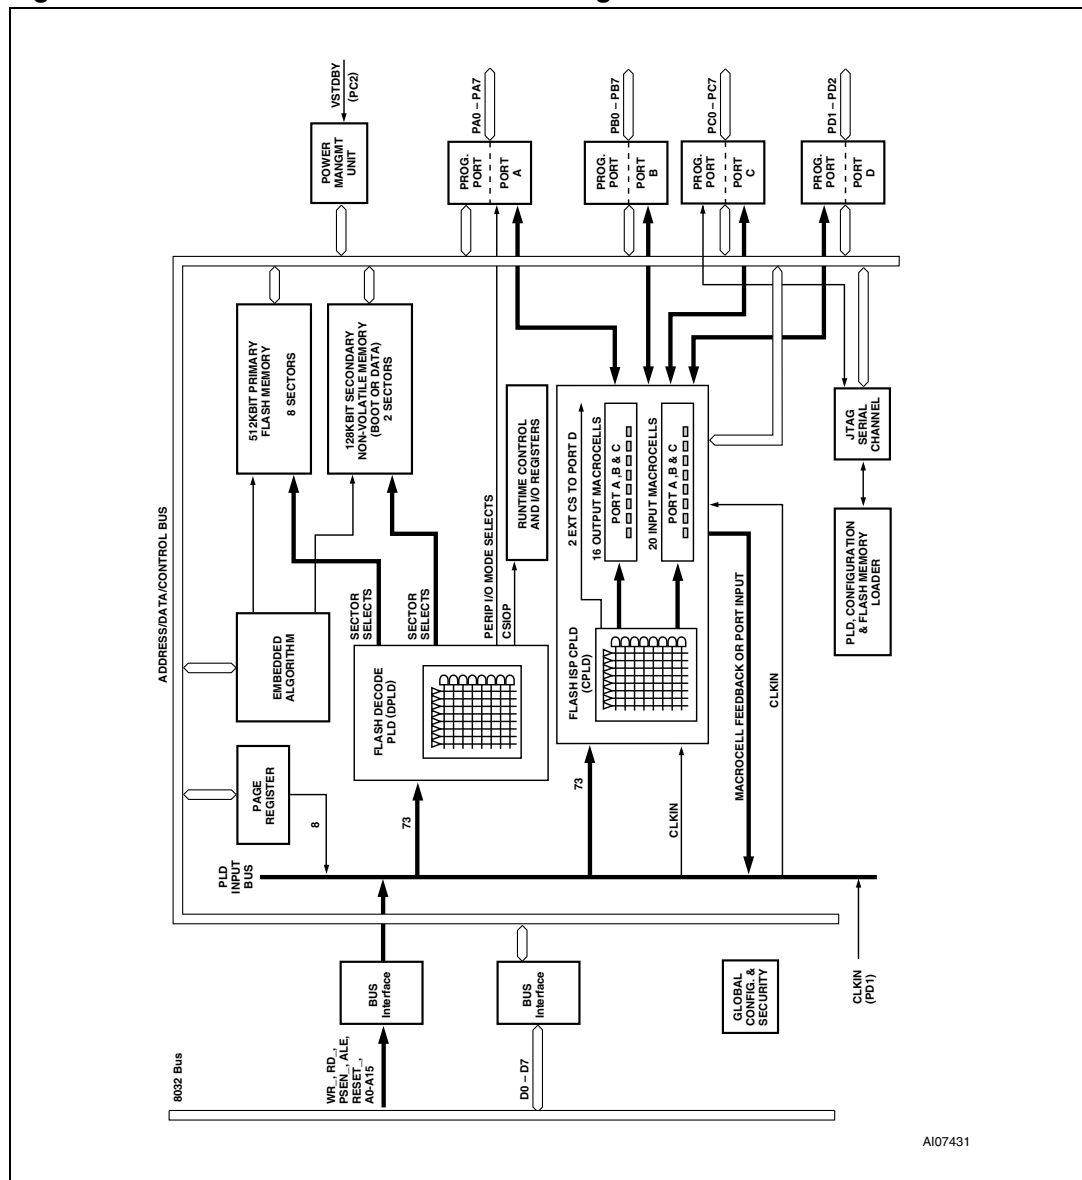 VSTDBY
(PC2)
PA0 – PA7
PB0 – PB7
PC0 – PC7
PD1 – PD2
POWER
MANGMT
UNIT
PROG.
PORT
PORT
A
PROG.
PORT
PORT
B
PROG.
PORT
PORT
C
PROG.
PORT
PORT
D
ADDRESS/DATA/CONTROL BUS
512KBIT PRIMARY
FLASH MEMORY
8 SECTORS
128KBIT SECONDARY
NON-VOLATILE MEMORY
(BOOT OR DATA)
2 SECTORS
RUNTIME CONTROL
AND I/O REGISTERS
2 EXT CS TO PORT D
16 OUTPUT MACROCELLS
PORT A,B & C
20 INPUT MACROCELLS
PORT A ,B & C
JTAG
SERIAL
CHANNEL
PLD, CONFIGURATION
& FLASH MEMORY
LOADER
EMBEDDED
ALGORITHM
SECTOR
SELECTS
SECTOR
SELECTS
PERIP I/O MODE SELECTS
CSIOP
FLASH DECODE
PLD (DPLD)
FLASH ISP CPLD
(CPLD)
MACROCELL FEEDBACK OR PORT INPUT
CLKIN
PAGE
REGISTER
8
73
73
CLKIN
PLD
INPUT
BUS
BUS
Interface
BUS
Interface
GLOBAL
CONFIG. &
SECURITY
CLKIN
(PD1)
8032 Bus
WR_, RD_,
PSEN_, ALE,
RESET_,
A0-A15
D0 – D7
AI07431